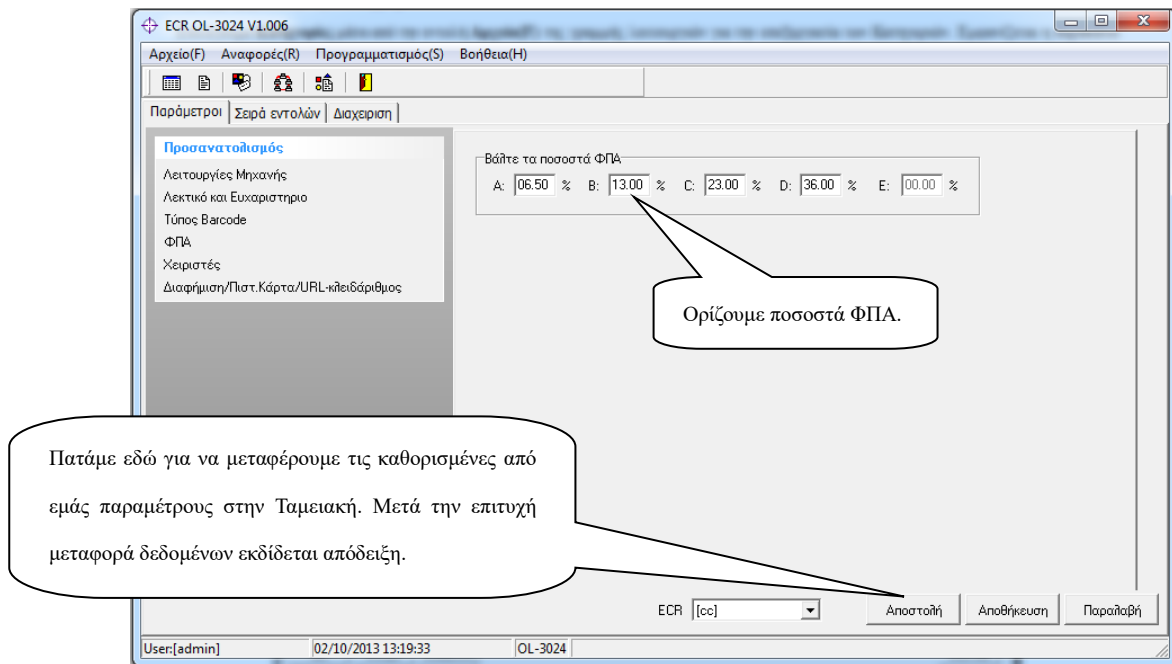 ECR OL-3024 V1.006
Αρχείο(F) Αναφορές(R) Προγραμματισμός(S) Βοήθεια(H)
Παράμετροι Σειρά εντολών Διαχειριση
Προσανατολισμός
Λειτουργίες Μηχανής
Λεκτικό και Ευχαριστηριο
Τύπος Barcode
ΦΠΑ
Χειριστές
Διαφήμιση/Πιστ.Κάρτα/URL-κλειδάριθμος
Βάλτε τα ποσοστά ΦΠΑ
A: 06.50 % B: 13.00 % C: 23.00 % D: 36.00 % E: 00.00 %
Ορίζουμε ποσοστά ΦΠΑ.
Πατάμε εδώ για να μεταφέρουμε τις καθορισμένες από
εμάς παραμέτρους στην Ταμειακή. Μετά την επιτυχή
μεταφορά δεδομένων εκδίδεται απόδειξη.
ECR [cc] Αποστολή Αποθήκευση Παραλαβή
User:[admin] 02/10/2013 13:19:33 OL-3024